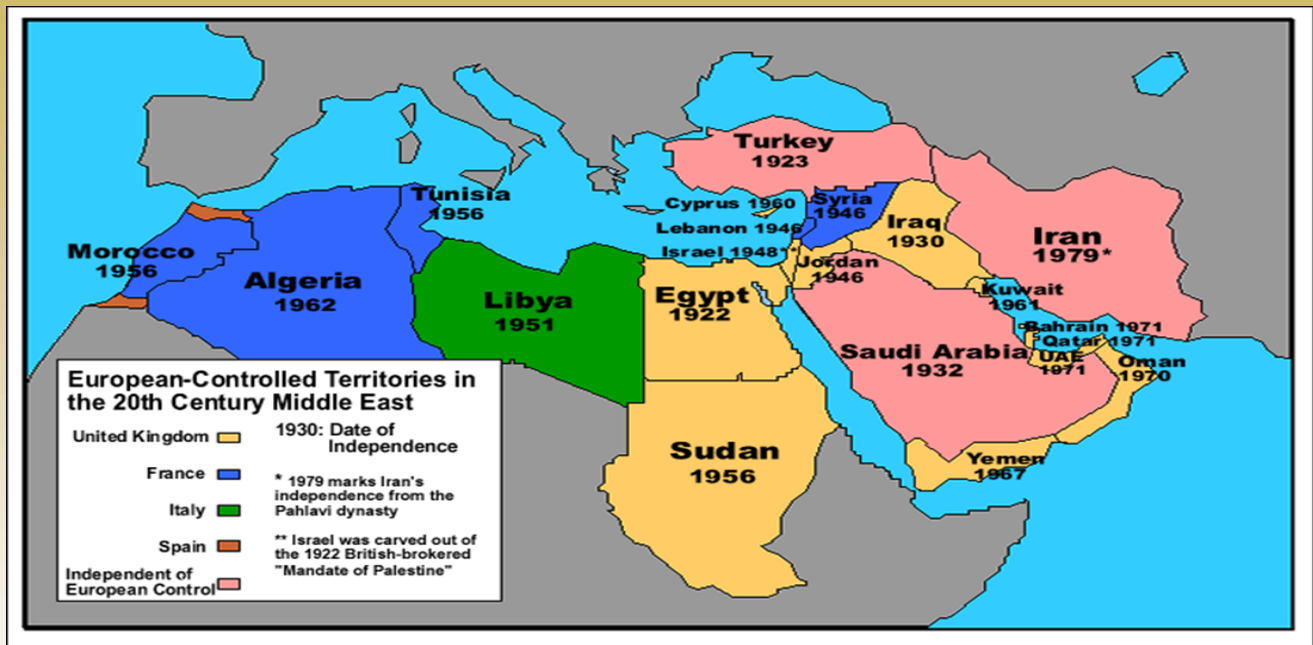 Turkey
1923
Tunisia
1956
Cyprus 1960
Syria
1946
Lebanon 1946
Iraq
1930
Iran
1979*
Morocco
1956
Israel 1948**
Jordan
1946
Algeria
1962
Libya
1951
Egypt
1922
Kuwait
1961
Bahrain 1971
Qatar 1971
Saudi Arabia
1932
UAE
1971
Oman
1970
Sudan
1956
Yemen
1967
European-Controlled Territories in
the 20th Century Middle East
United Kingdom
France
Italy
Spain
Independent of
European Control
1930: Date of
Independence
* 1979 marks Iran's
independence from the
Pahlavi dynasty
** Israel was carved out of
the 1922 British-brokered
"Mandate of Palestine"